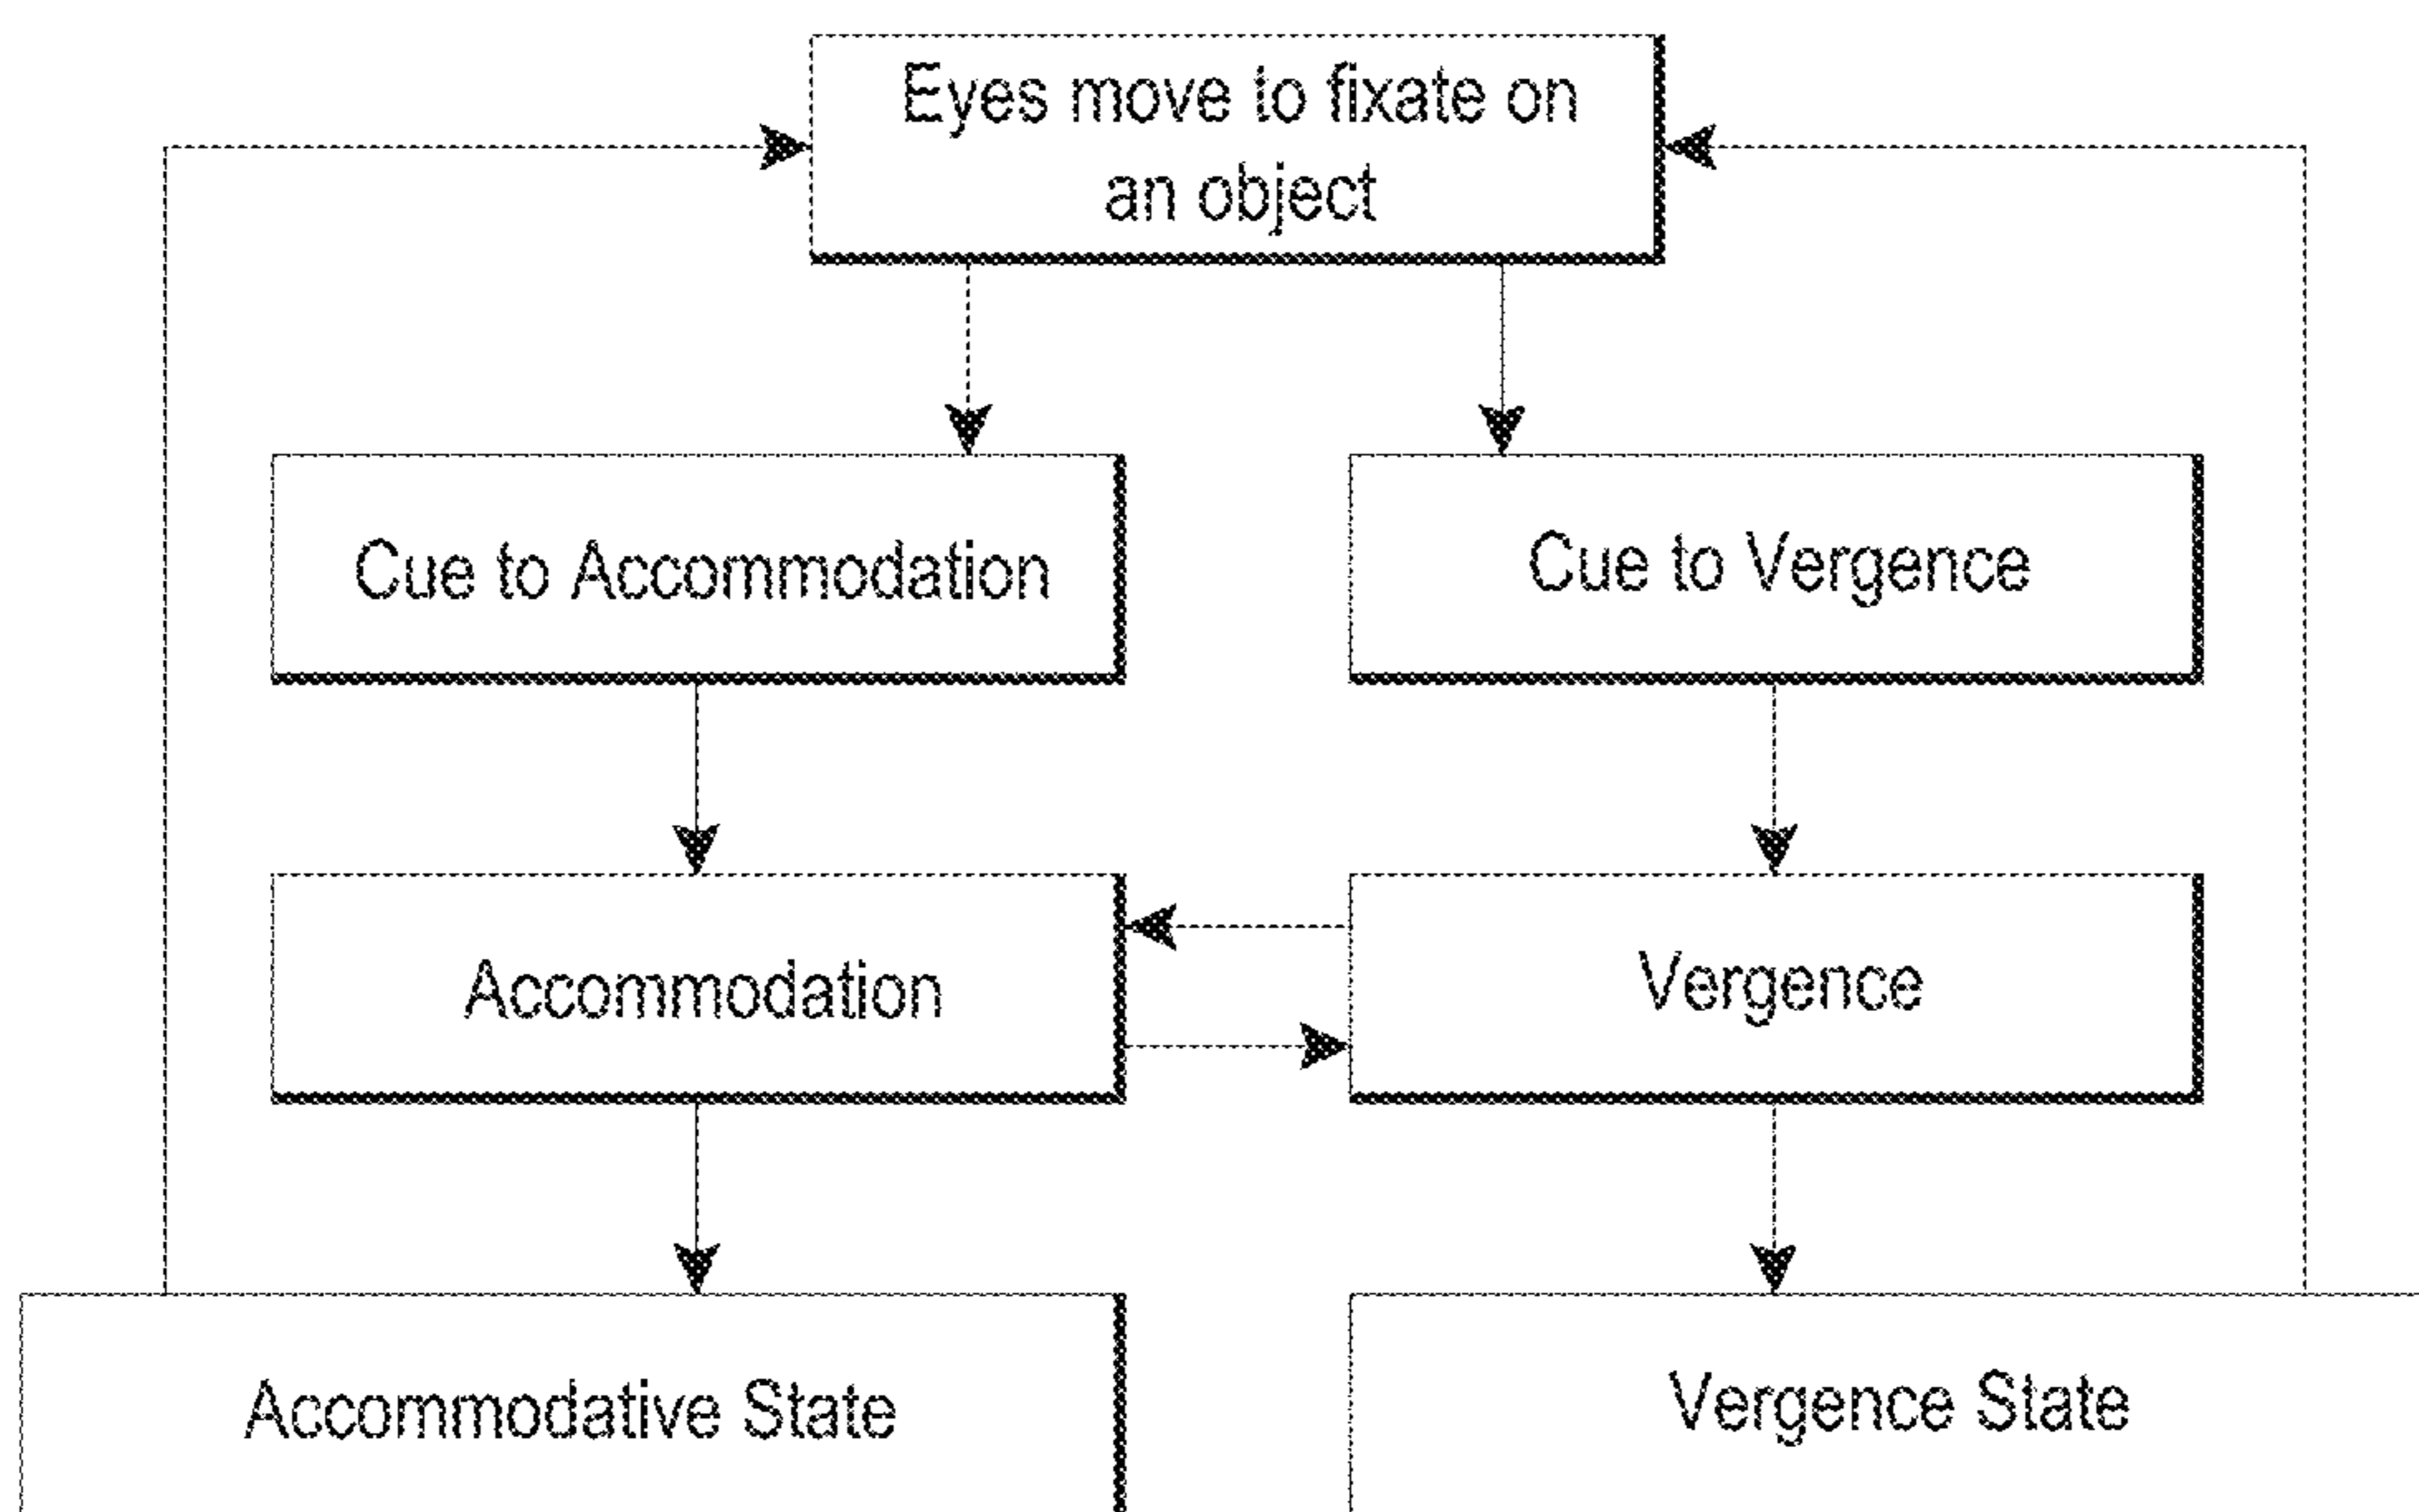 Eyes move to fixate on
an object
Cue to Accommodation
Cue to Vergence
Accommodation
Vergence
Accommodative State
Vergence State